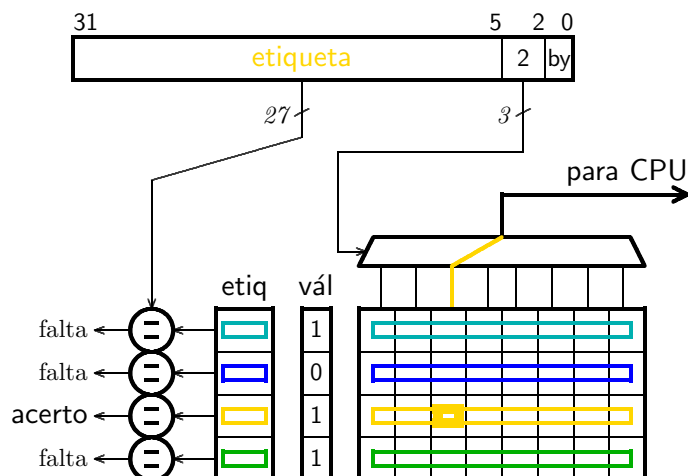 31 5 2 0
etiqueta 2 by
27 3
para CPU
etiq vál
falta = 1
falta = 0
acerto = 1
falta = 1